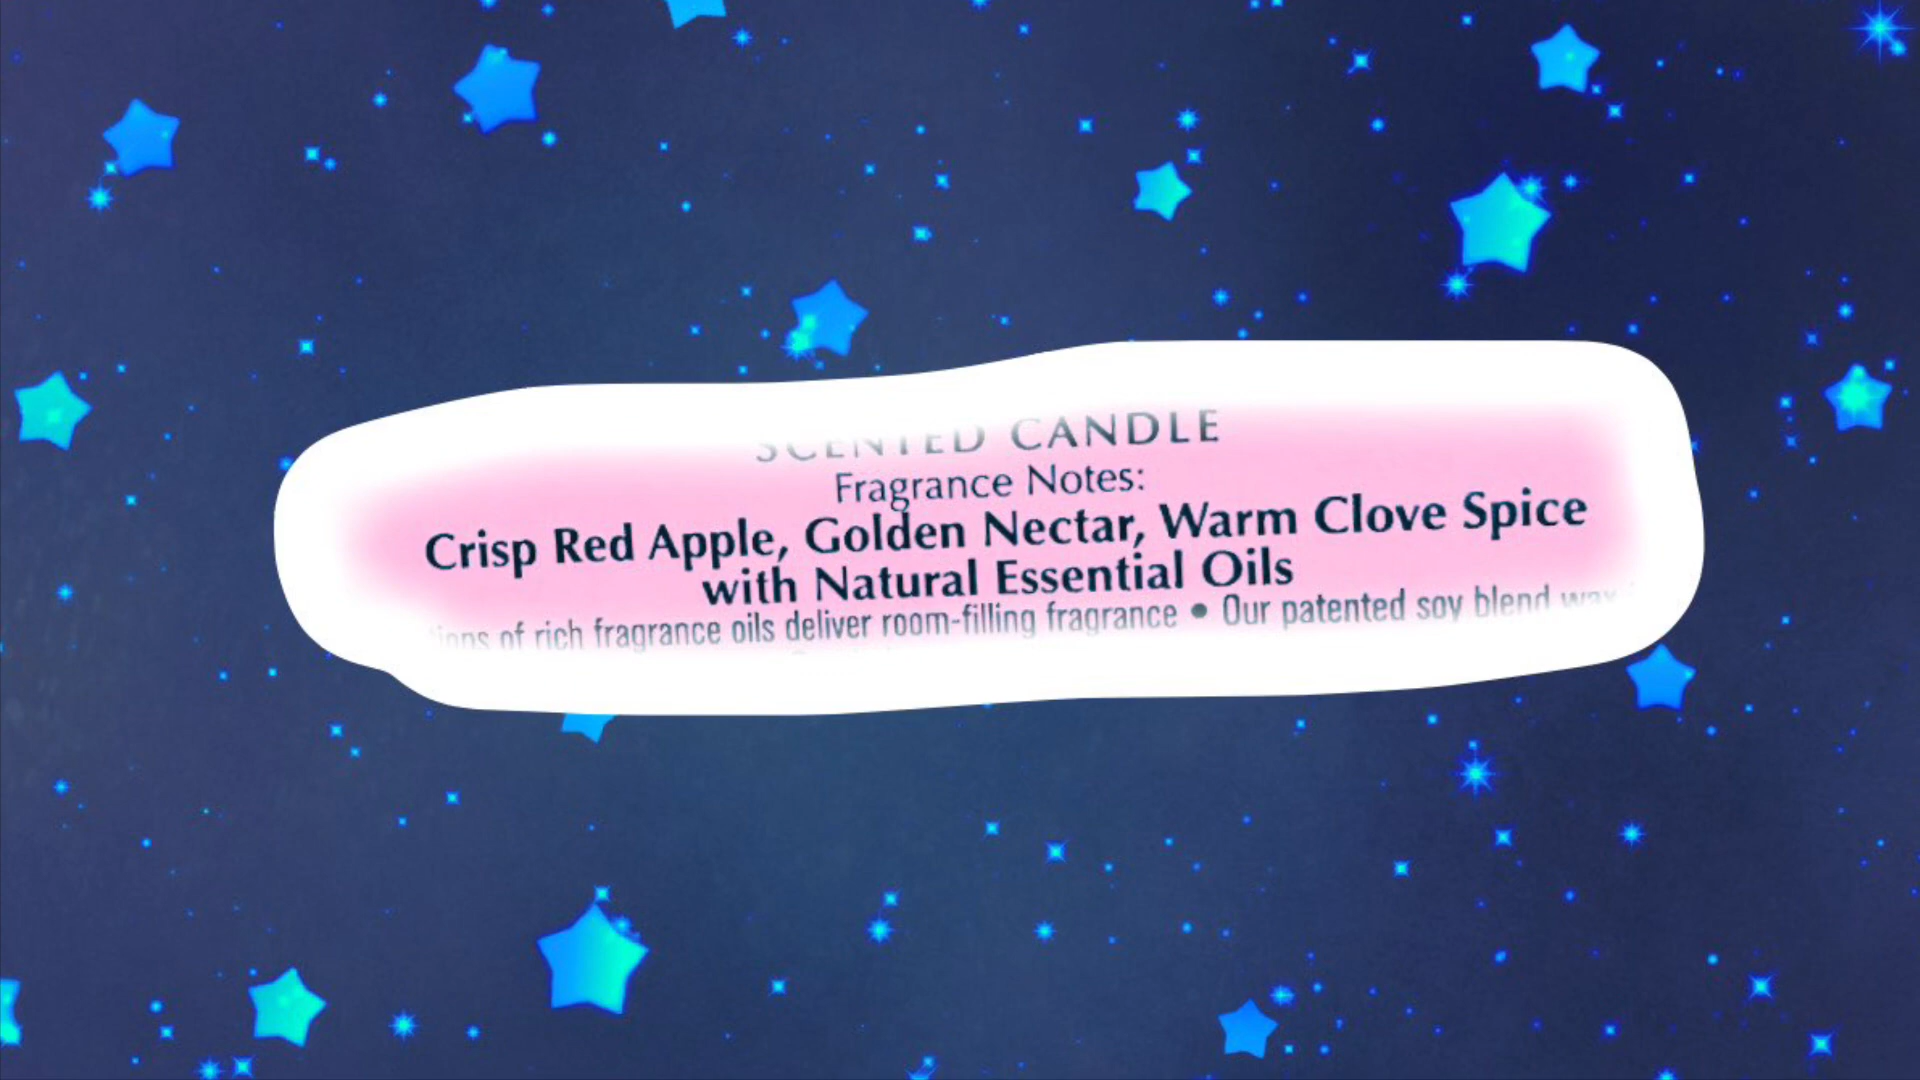 SCENTED CANDLE
Fragrance Notes:
Crisp Red Apple, Golden Nectar, Warm Clove Spice
with Natural Essential Oils
of rich fragrance oils deliver room-filling fragrance • Our patented soy blend wax